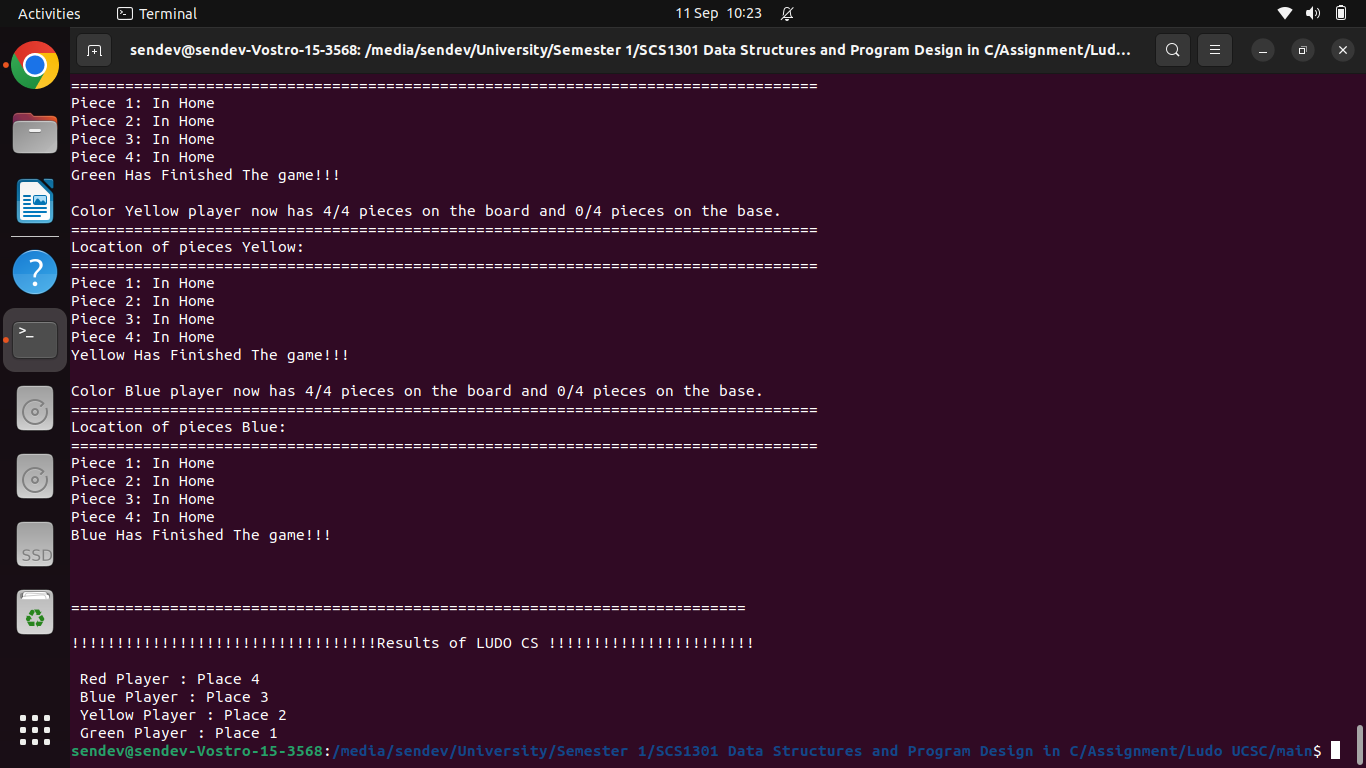 Activities Terminal 11 Sep 10:23
sendev@sendev-Vostro-15-3568: /media/sendev/University/Semester 1/SCS1301 Data Structures and Program Design in C/Assignment/Lud...
===================================================================================
Piece 1: In Home
Piece 2: In Home
Piece 3: In Home
Piece 4: In Home
Green Has Finished The game!!!
Color Yellow player now has 4/4 pieces on the board and 0/4 pieces on the base.
===================================================================================
Location of pieces Yellow:
===================================================================================
Piece 1: In Home
Piece 2: In Home
Piece 3: In Home
Piece 4: In Home
Yellow Has Finished The game!!!
Color Blue player now has 4/4 pieces on the board and 0/4 pieces on the base.
===================================================================================
Location of pieces Blue:
===================================================================================
Piece 1: In Home
Piece 2: In Home
Piece 3: In Home
Piece 4: In Home
Blue Has Finished The game!!!
===========================================================================
!!!!!!!!!!!!!!!!!!!!!!!!!!!!!!!!!!Results of LUDO CS !!!!!!!!!!!!!!!!!!!!!!!
Red Player : Place 4
Blue Player : Place 3
Yellow Player : Place 2
Green Player : Place 1
sendev@sendev-Vostro-15-3568:/media/sendev/University/Semester 1/SCS1301 Data Structures and Program Design in C/Assignment/Ludo UCSC/main$
SSD